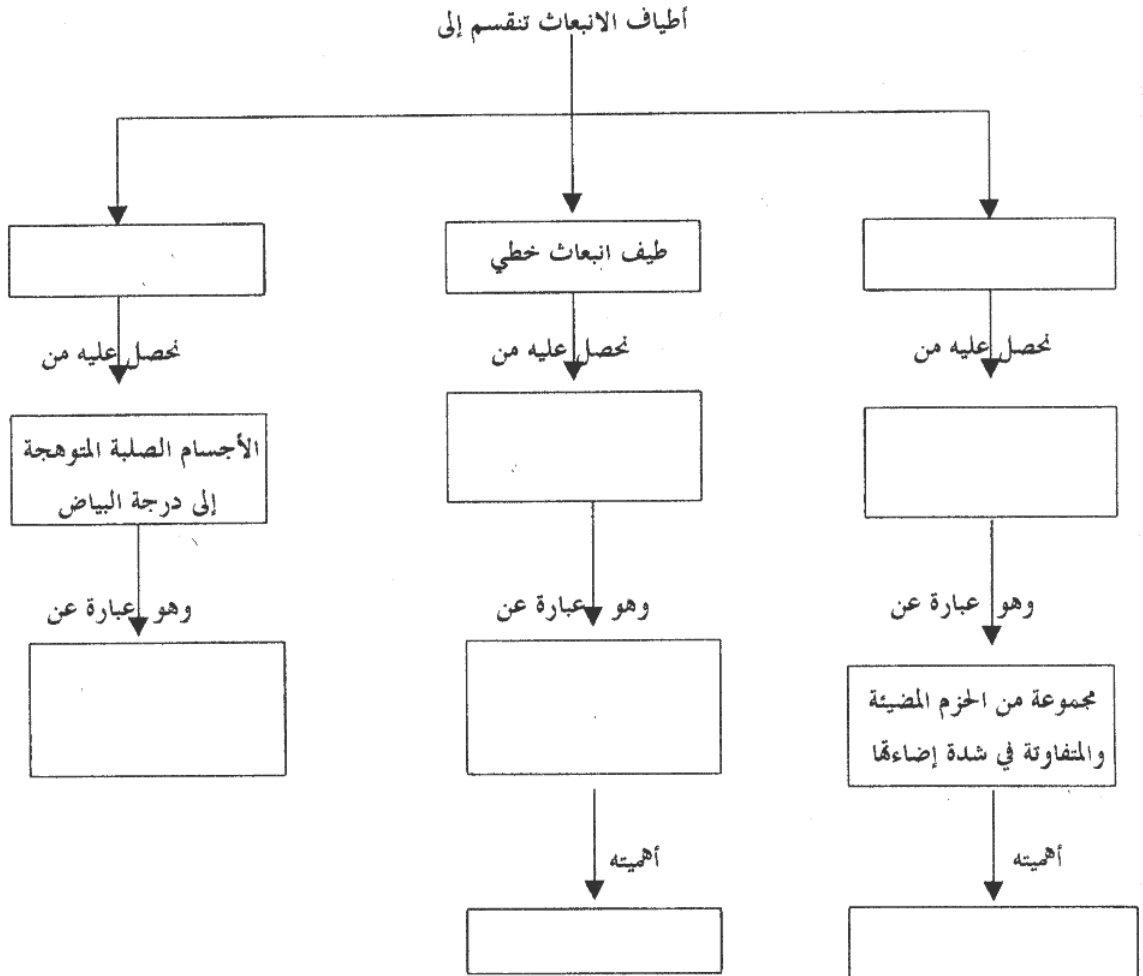 أطياف الانبعاث تنقسم إلى
طيف انبعاث خطي
نحصل عليه من
نحصل عليه من
نحصل عليه من
الأجسام الصلبة المتوهجة
إلى درجة البياض
وهو عبارة عن
وهو عبارة عن
وهو عبارة عن
مجموعة من الحزم المضيئة
والمتفاوتة في شدة إضاءتها
أهميته
أهميته